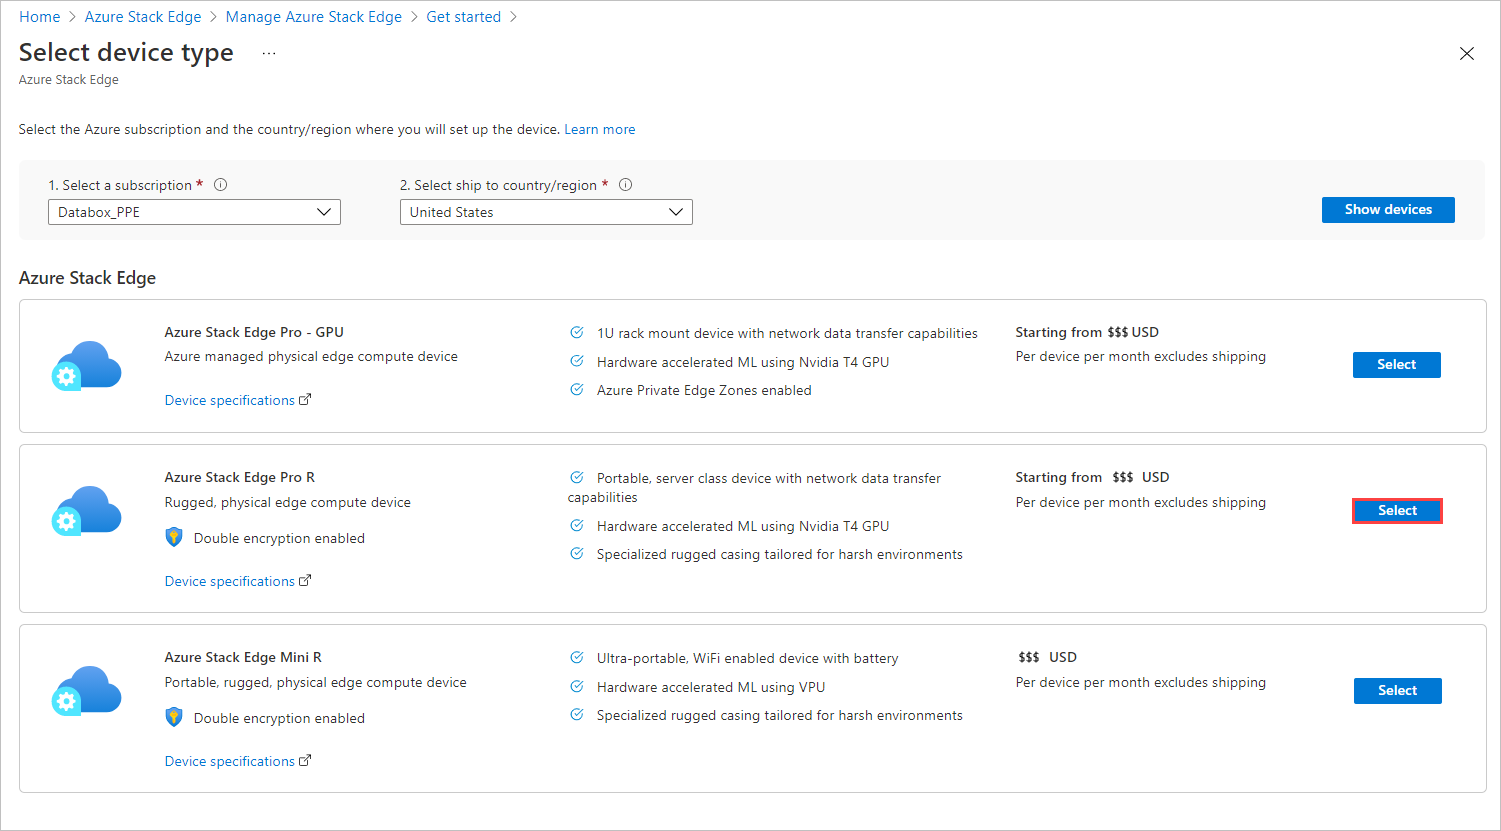 Home > Azure Stack Edge > Manage Azure Stack Edge > Get started >
Select device type ...
Azure Stack Edge
Select the Azure subscription and the country/region where you will set up the device. Learn more
1. Select a subscription *
2. Select ship to country/region *
Databox_PPE
United States
Show devices
Azure Stack Edge
Azure Stack Edge Pro - GPU
Azure managed physical edge compute device
Device specifications
1U rack mount device with network data transfer capabilities
Hardware accelerated ML using Nvidia T4 GPU
Azure Private Edge Zones enabled
Starting from $$$ USD
Per device per month excludes shipping
Select
Azure Stack Edge Pro R
Rugged, physical edge compute device
Double encryption enabled
Device specifications
Portable, server class device with network data transfer
capabilities
Hardware accelerated ML using Nvidia T4 GPU
Specialized rugged casing tailored for harsh environments
Starting from $$$ USD
Per device per month excludes shipping
Select
Azure Stack Edge Mini R
Portable, rugged, physical edge compute device
Double encryption enabled
Device specifications
Ultra-portable, WiFi enabled device with battery
Hardware accelerated ML using VPU
Specialized rugged casing tailored for harsh environments
$$$ USD
Per device per month excludes shipping
Select